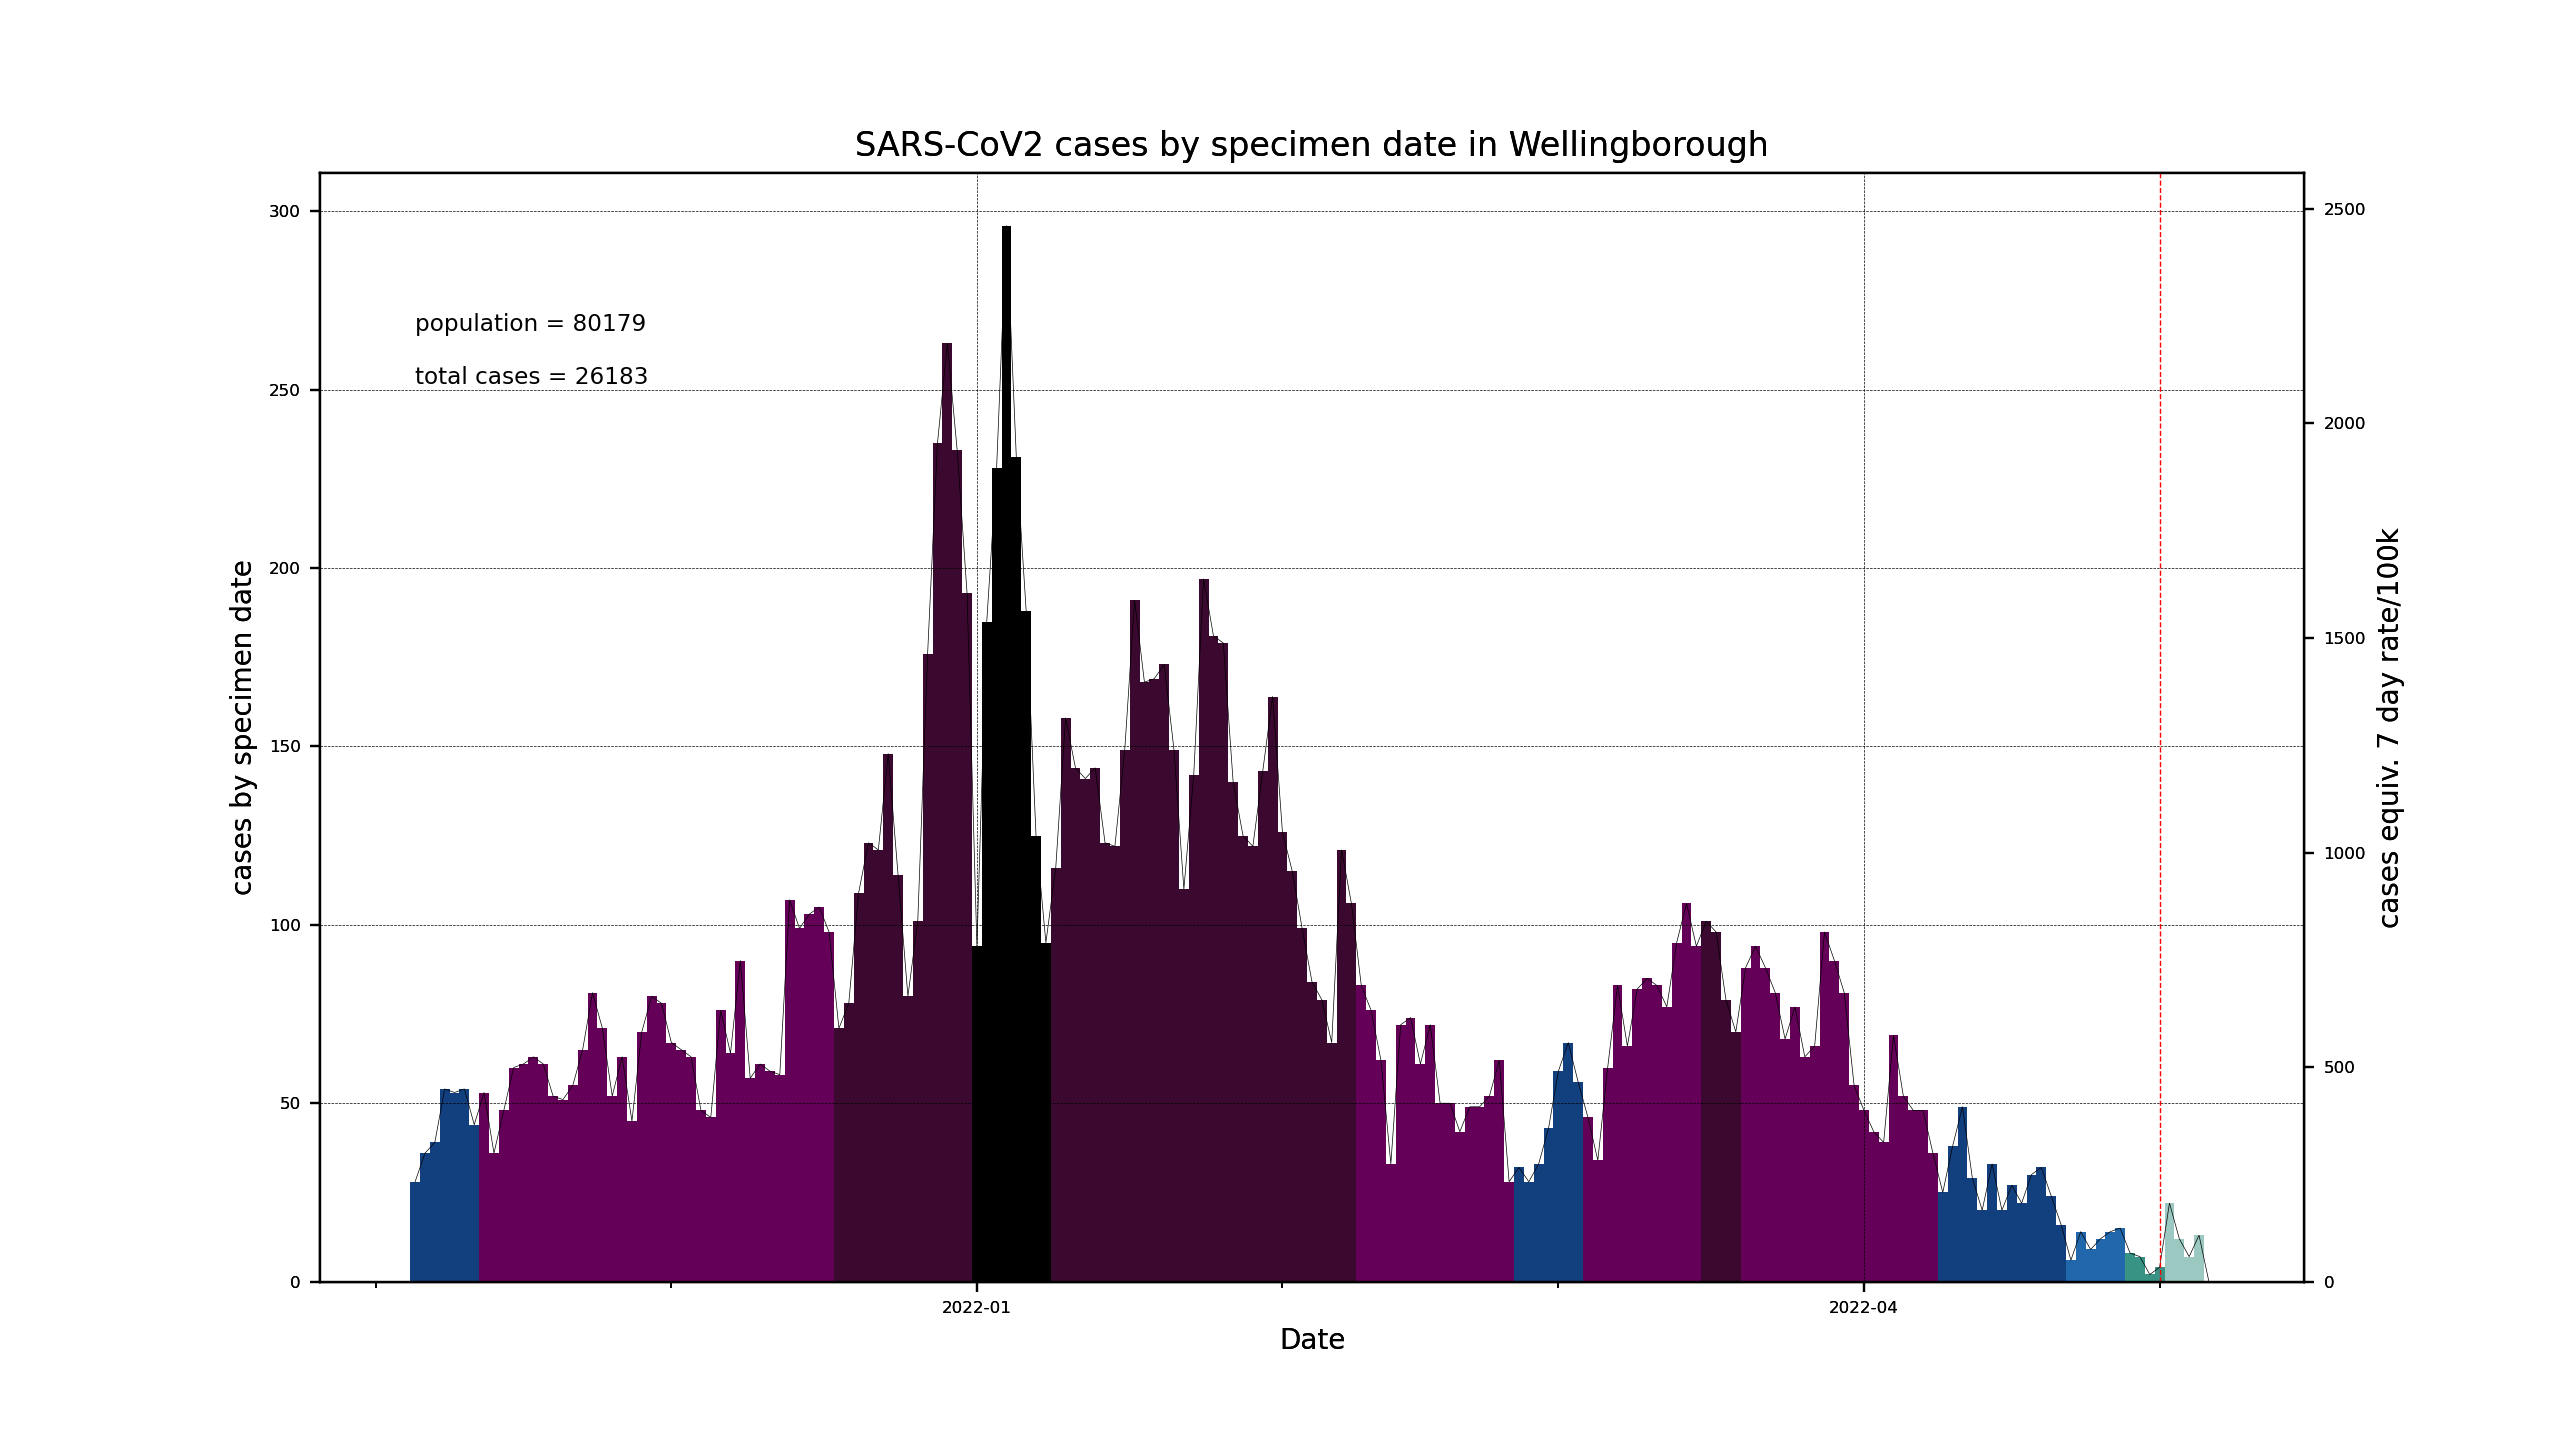 SARS-CoV2 cases by specimen date in Wellingborough
population = 80179
total cases = 26183
cases by specimen date
300
250
200
150
100
50
0
2500
2000
1500
1000
500
0
cases equiv. 7 day rate/100k
2022-01
2022-04
Date